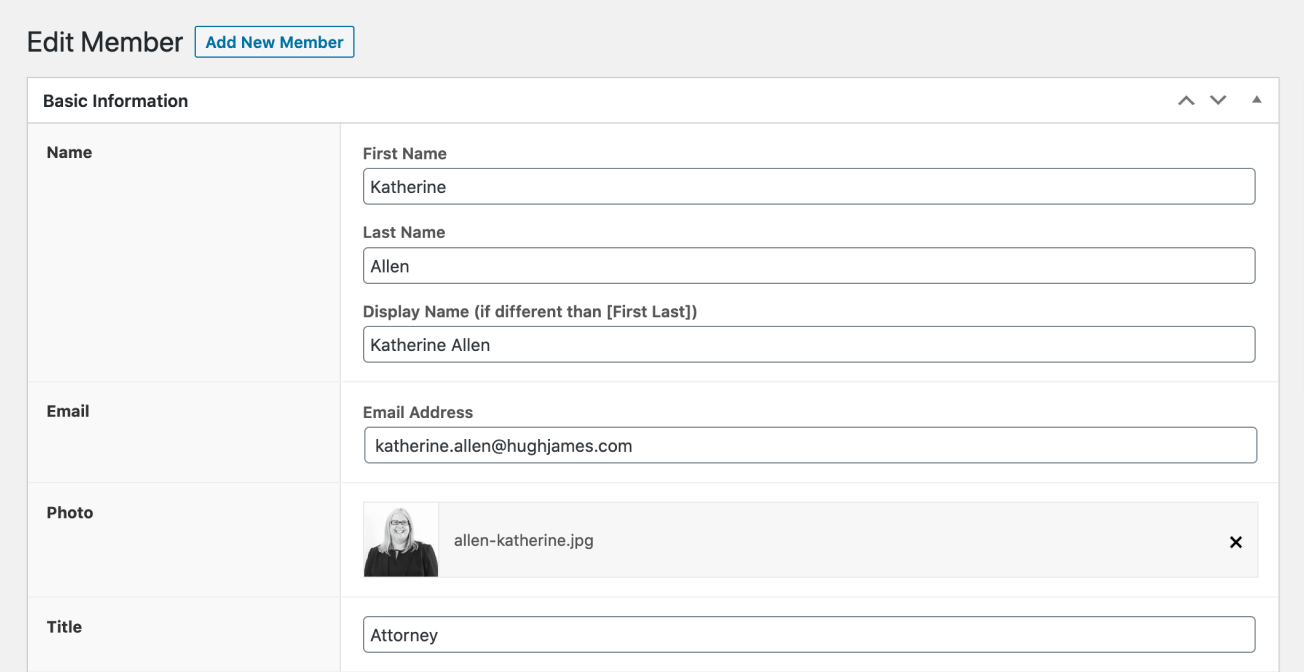 Edit Member Add New Member
Basic Information
Name
First Name
Katherine
Last Name
Allen
Display Name (if different than [First Last])
Katherine Allen
Email
Email Address
katherine.allen@hughjames.com
Photo
allen-katherine.jpg
Title
Attorney